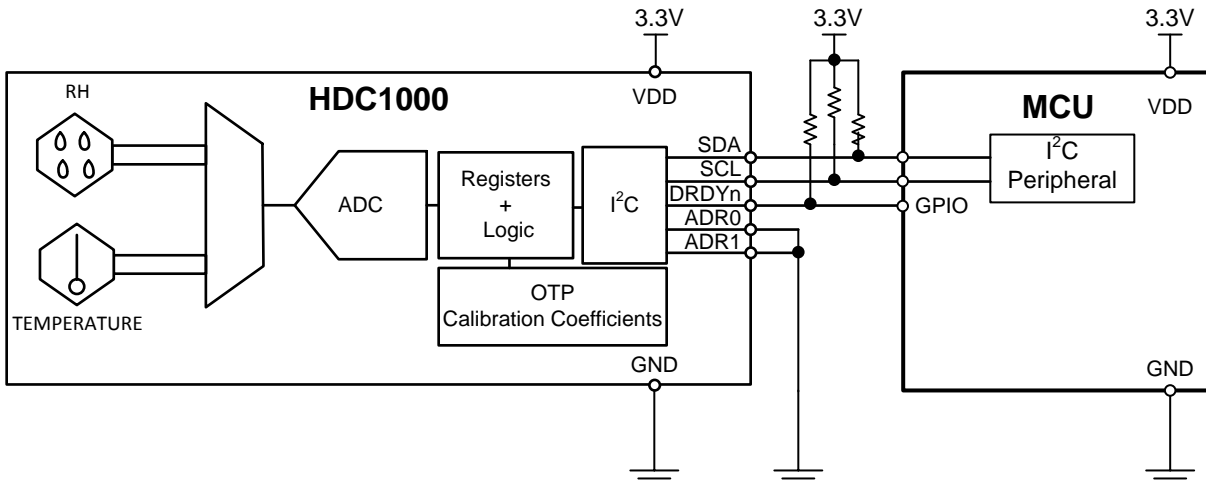 3.3V
3.3V
3.3V
RH
HDC1000
VDD
MCU
VDD
SDA
SCL
DRDYn
ADR0
ADR1
I²C
Peripheral
GPIO
ADC
Registers
+
Logic
I²C
TEMPERATURE
OTP
Calibration Coefficients
GND
GND